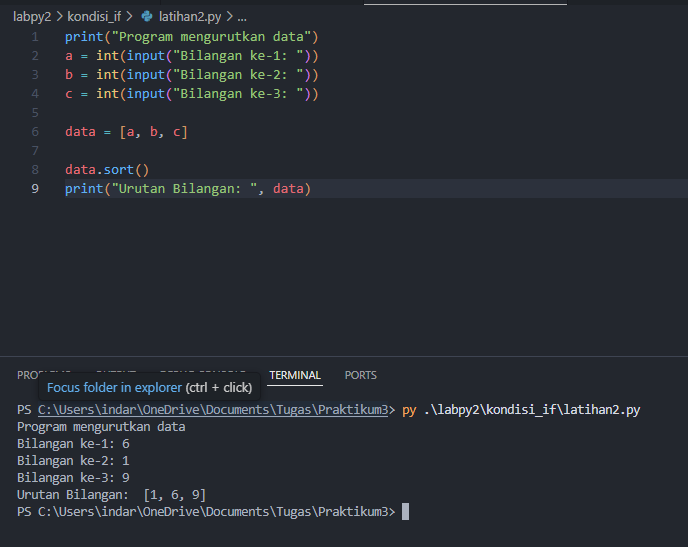 labpy2 > kondisi_if > latihan2.py > ...
1 print("Program mengurutkan data")
2 a = int(input("Bilangan ke-1: "))
3 b = int(input("Bilangan ke-2: "))
4 c = int(input("Bilangan ke-3: "))
5
6 data = [a, b, c]
7
8 data.sort()
9 print("Urutan Bilangan: ", data)
TERMINAL PORTS
Focus folder in explorer (ctrl + click)
PS C:\Users\indar\OneDrive\Documents\Tugas\Praktikum3> py .\labpy2\kondisi_if\latihan2.py
Program mengurutkan data
Bilangan ke-1: 6
Bilangan ke-2: 1
Bilangan ke-3: 9
Urutan Bilangan:  [1, 6, 9]
PS C:\Users\indar\OneDrive\Documents\Tugas\Praktikum3>